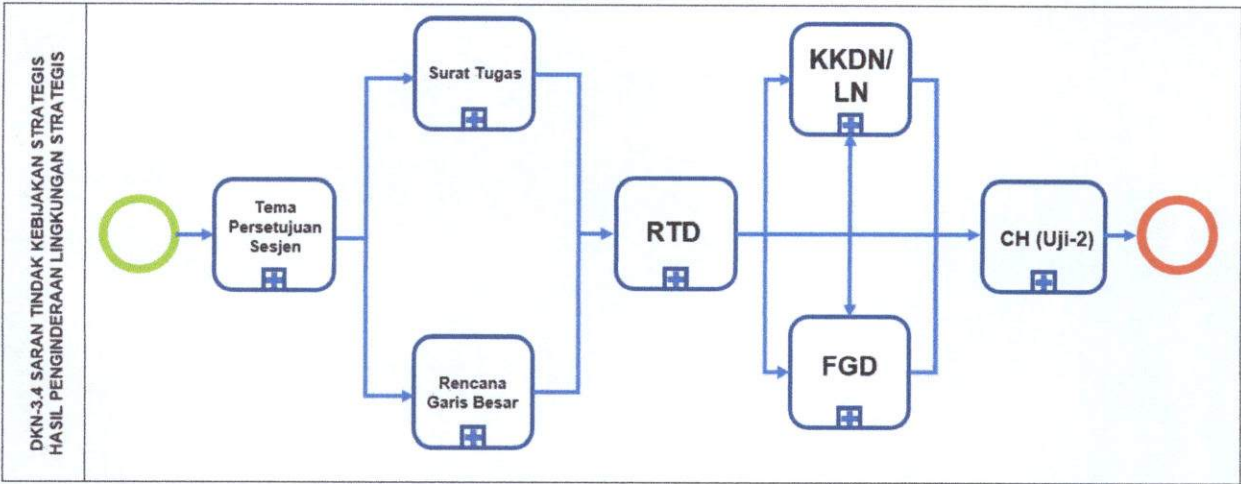 DKN-3.4 SARAN TINDAK KEBIJAKAN STRATEGIS
HASIL PENGINDERAAN LINGKUNGAN STRATEGIS
Tema
Persetujuan
Sesjen
Surat Tugas
Rencana
Garis Besar
RTD
KKDN/
LN
FGD
CH (Uji-2)